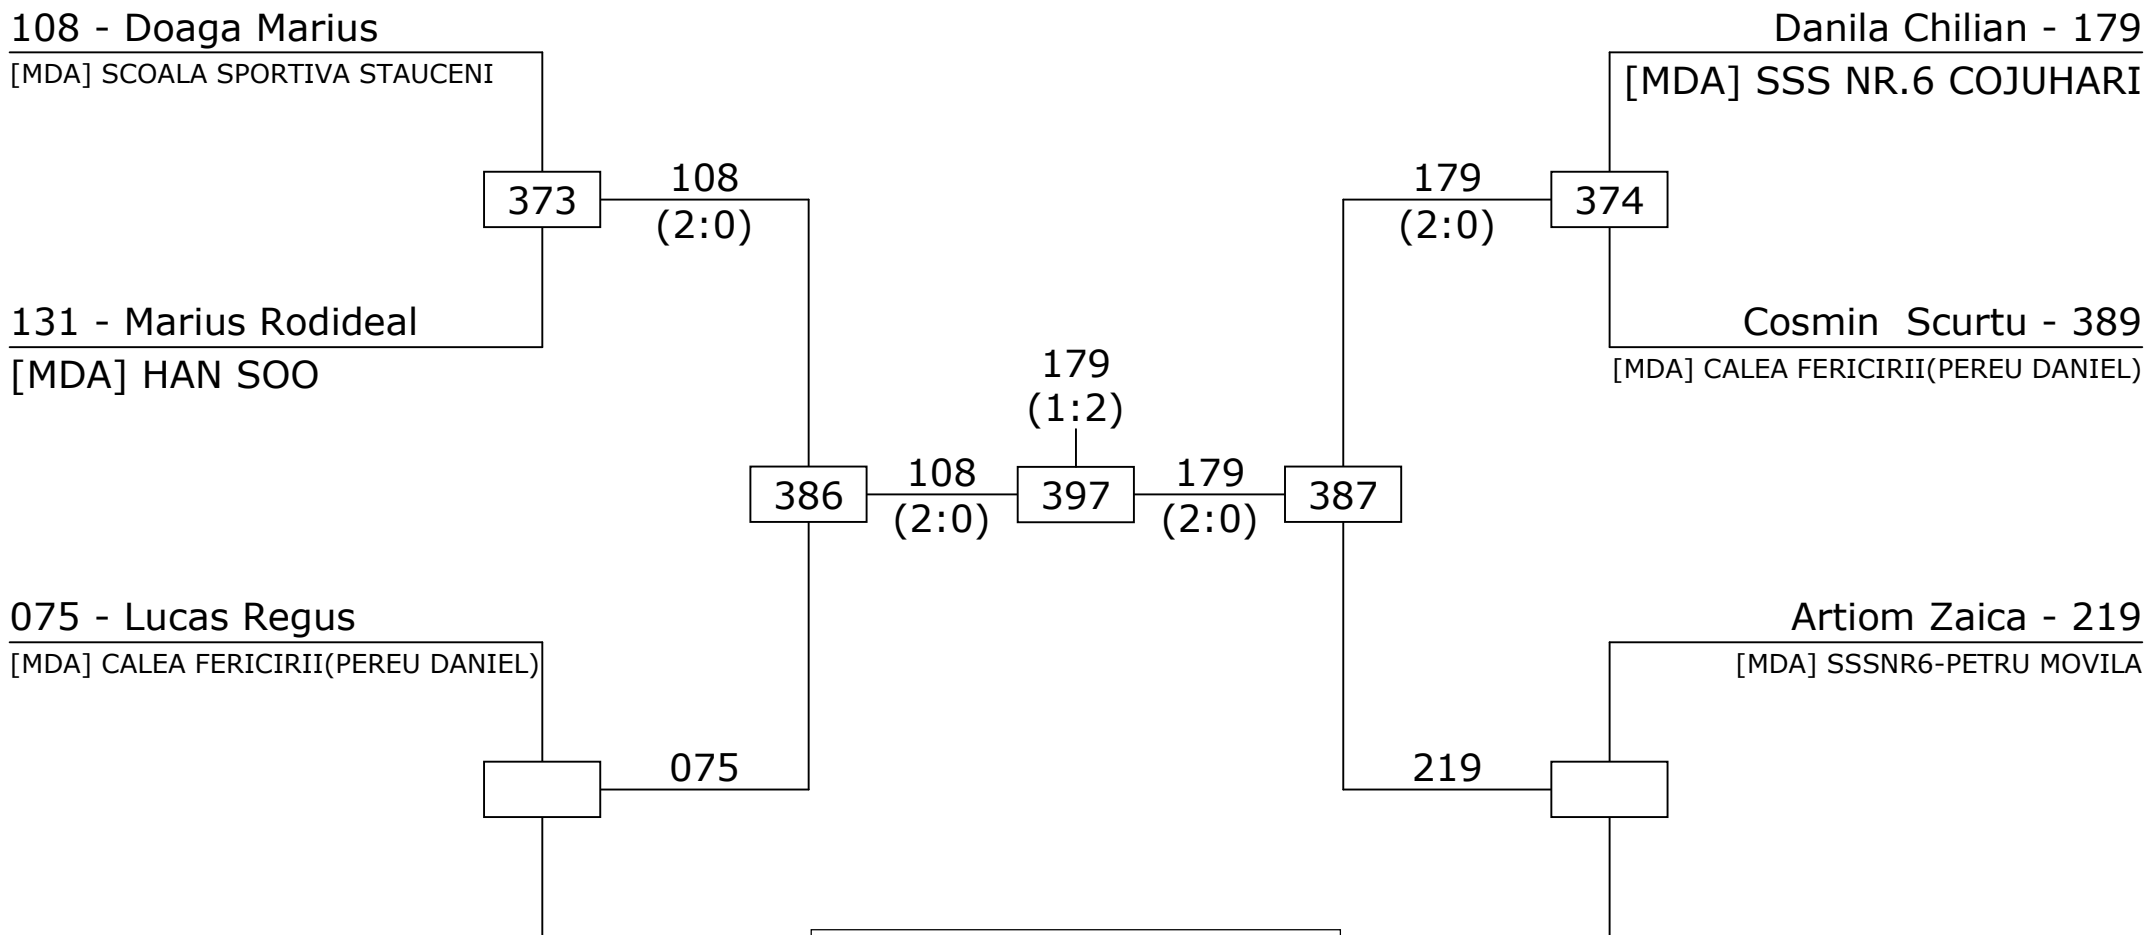 108 - Doaga Marius
[MDA] SCOALA SPORTIVA STAUCENI
Danila Chilian - 179
[MDA] SSS NR.6 COJUHARI
373
108
(2:0)
179
(2:0)
374
131 - Marius Rodideal
[MDA] HAN SOO
Cosmin  Scurtu - 389
[MDA] CALEA FERICIRII(PEREU DANIEL)
179
(1:2)
386
108
(2:0)
397
179
(2:0)
387
075 - Lucas Regus
[MDA] CALEA FERICIRII(PEREU DANIEL)
Artiom Zaica - 219
[MDA] SSSNR6-PETRU MOVILA
075
219